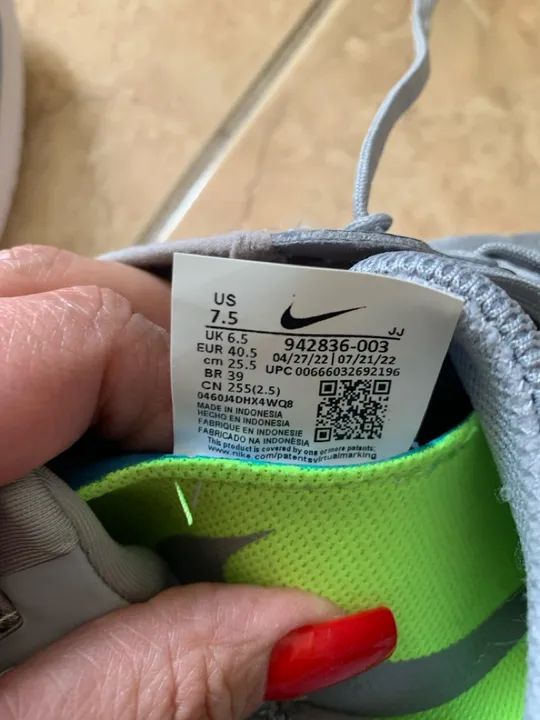 US
7.5
UK 6.5
EUR 40.5
cm 25.5
BR 39
CN 255(2.5)
JJ
942836-003
04/27/22 | 07/21/22
UPC 00666032692196
0460J4DHX4WQ8
MADE IN INDONESIA
HECHO EN INDONESIA
FABRIQUE EN INDONESIE
FABRICADO NA INDONÉSIA
This product is covered by one or more patents:
www.nike.com/patentsvirtualmarking